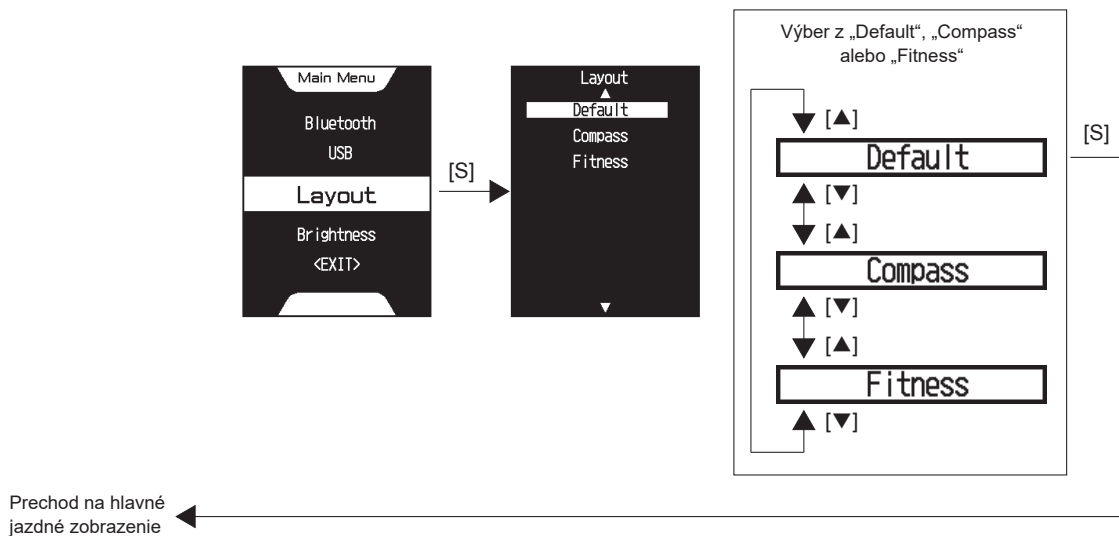 Main Menu
Bluetooth
USB
Layout
Brightness
<EXIT>
[S]
Layout
▲
Default
Compass
Fitness
▼
Výber z „Default“, „Compass“
alebo „Fitness“
[▲]
Default
[▼]
[▲]
Compass
[▼]
[▲]
Fitness
[▼]
[S]
Prechod na hlavné
jazdné zobrazenie